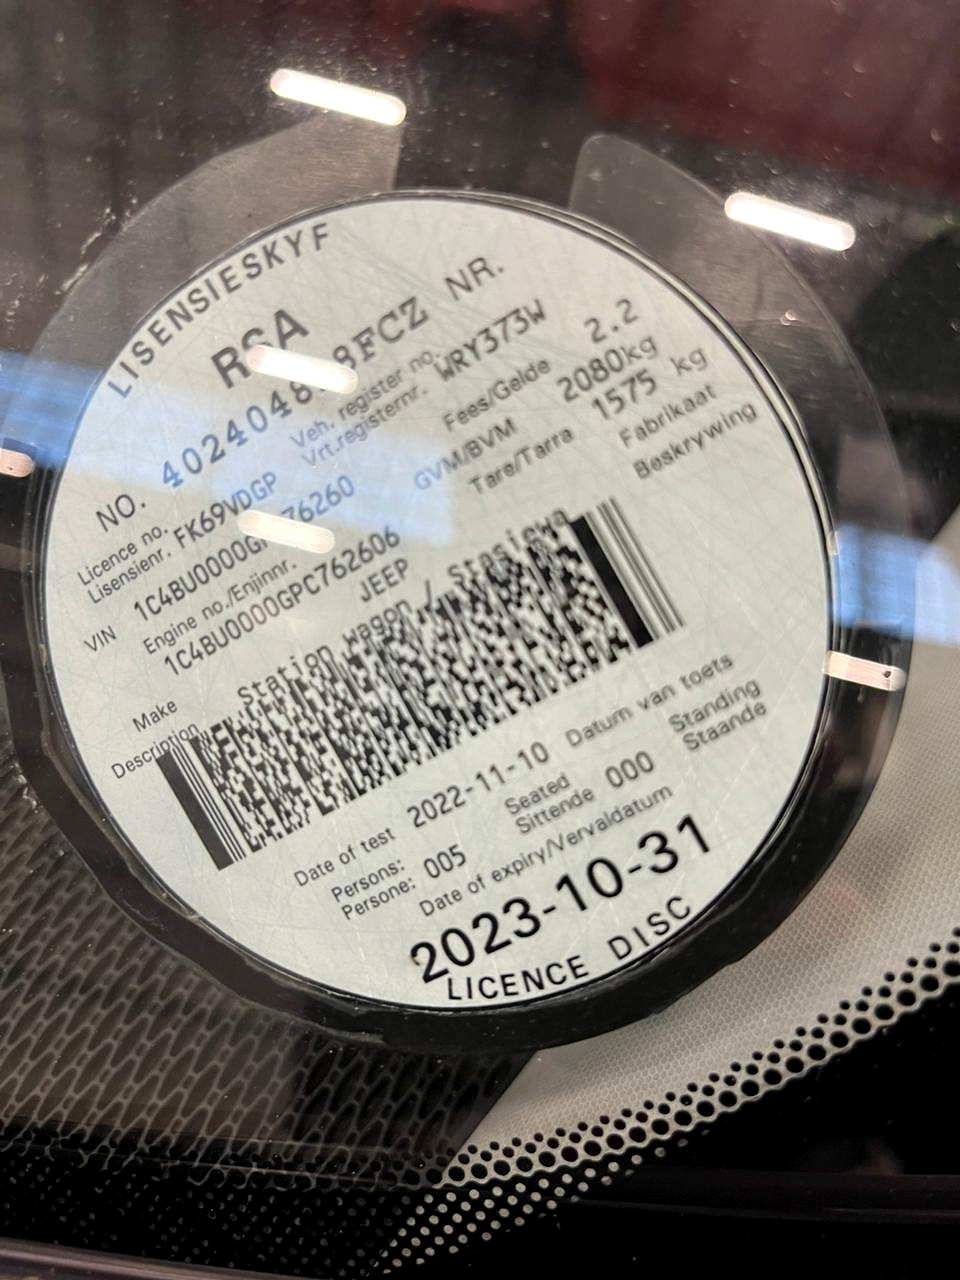 LISENSIESKYF
RSA
NO. NR.
Veh. register no. WRY373W
Vrt.registernr.
Licence no. FK69VDGP
Lisensienr.
Fees/Gelde 2.2
GVM/BVM 2080kg
Tare/Tarra 1575 kg
VIN
Engine no./Enjinnr.
1C4BU0000GPC762606
Make JEEP Fabrikaat
Description Station wagon / Stasiewa Beskrywing
Date of test 2022-11-10 Datum van toets
Persons: 005 Seated 000 Standing
Persone: Sittende Staande
Date of expiry/Vervaldatum
2023-10-31
LICENCE DISC